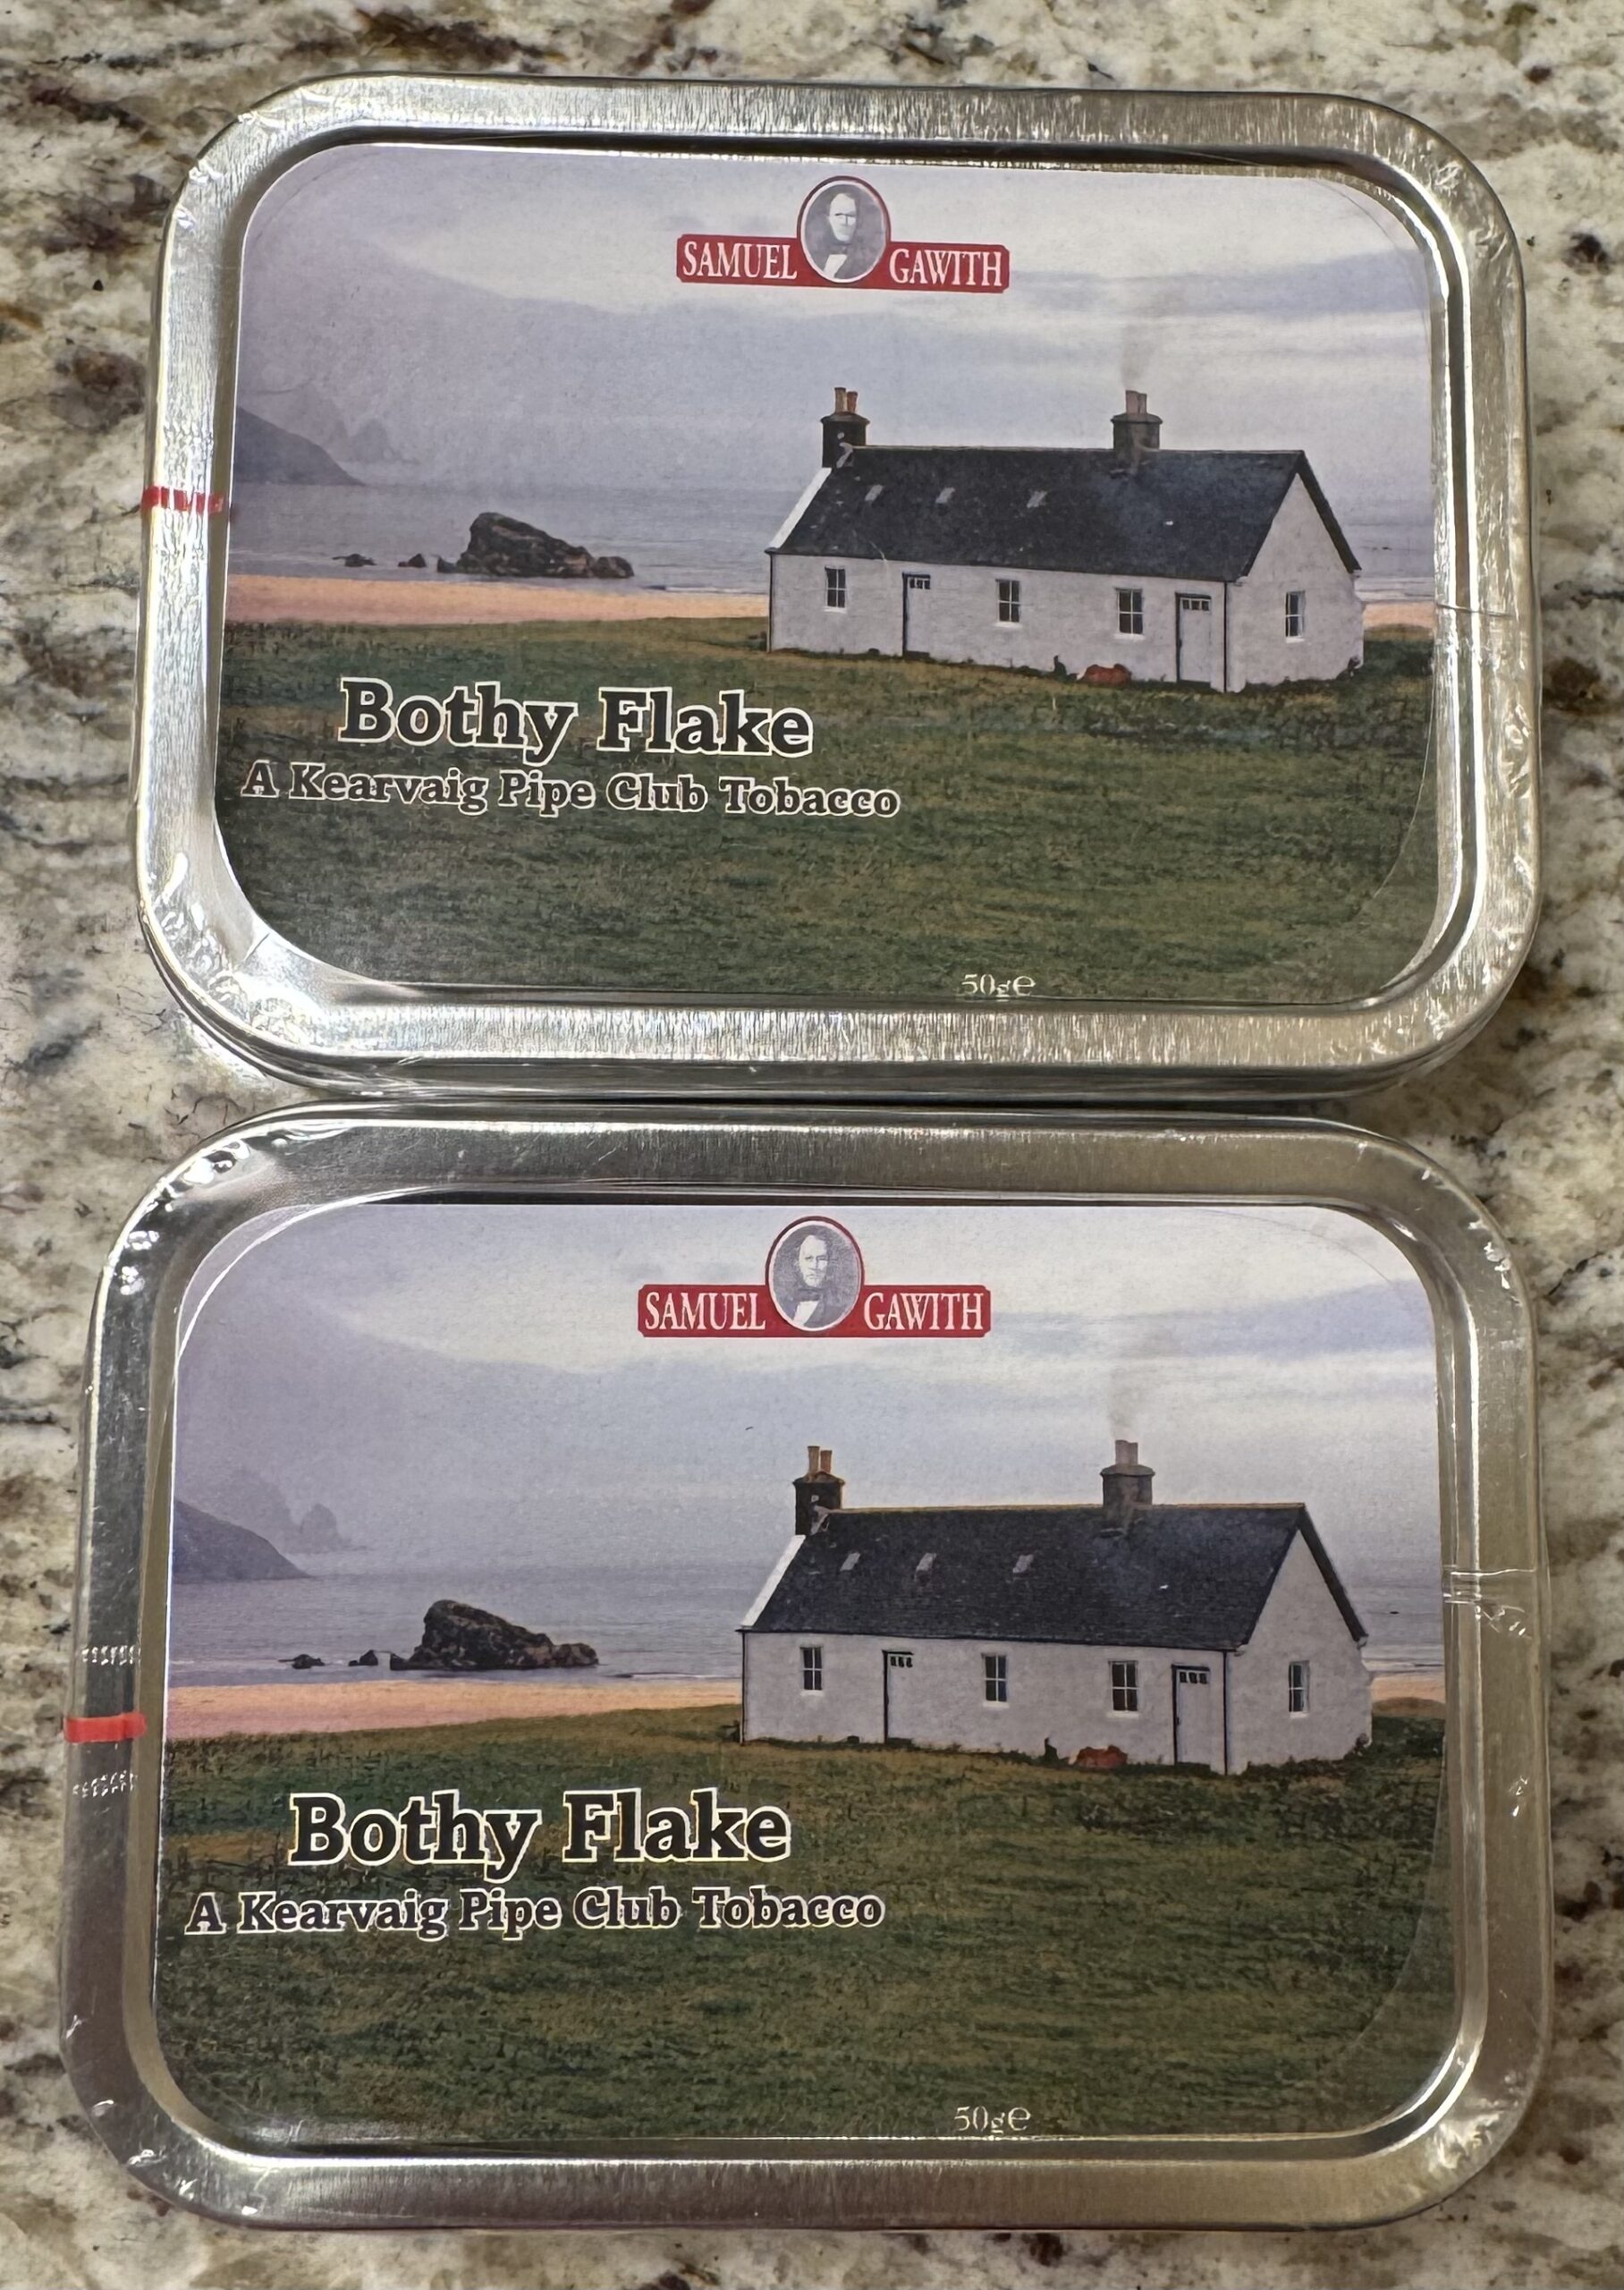 SAMUEL GAWITH
Bothy Flake
A Kearvaig Pipe Club Tobacco
50g℮
SAMUEL GAWITH
Bothy Flake
A Kearvaig Pipe Club Tobacco
50g℮